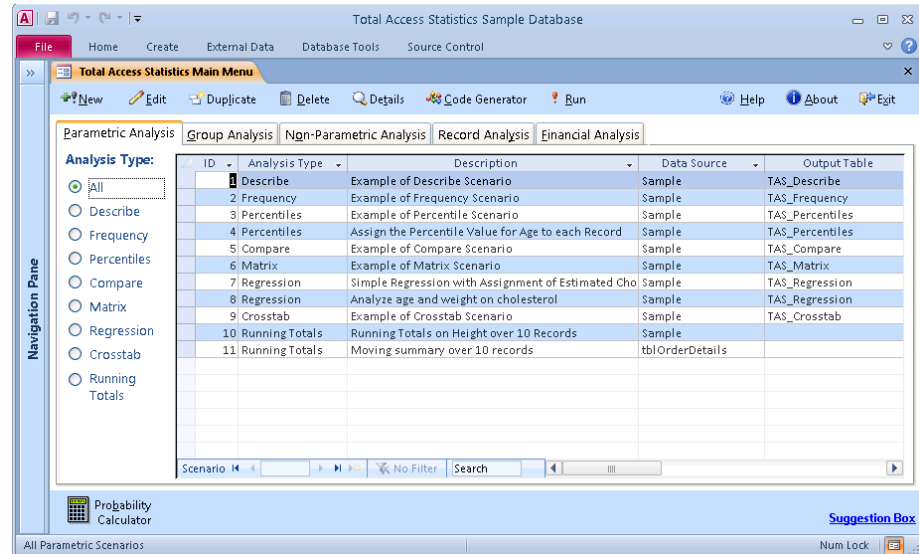 Total Access Statistics Sample Database
File Home Create External Data Database Tools Source Control
Total Access Statistics Main Menu
New Edit Duplicate Delete Details Code Generator Run Help About Exit
Parametric Analysis Group Analysis Non-Parametric Analysis Record Analysis Financial Analysis
Analysis Type:
All
Describe
Frequency
Percentiles
Compare
Matrix
Regression
Crosstab
Running
Totals
ID Analysis Type Description Data Source Output Table
1 Describe Example of Describe Scenario Sample TAS_Describe
2 Frequency Example of Frequency Scenario Sample TAS_Frequency
3 Percentiles Example of Percentile Scenario Sample TAS_Percentiles
4 Percentiles Assign the Percentile Value for Age to each Record Sample TAS_Percentiles
5 Compare Example of Compare Scenario Sample TAS_Compare
6 Matrix Example of Matrix Scenario Sample TAS_Matrix
7 Regression Simple Regression with Assignment of Estimated Cho Sample TAS_Regression
8 Regression Analyze age and weight on cholesterol Sample TAS_Regression
9 Crosstab Example of Crosstab Scenario Sample TAS_Crosstab
10 Running Totals Running Totals on Height over 10 Records Sample
11 Running Totals Moving summary over 10 records tblOrderDetails
Scenario No Filter Search
Navigation Pane
Probability
Calculator
Suggestion Box
All Parametric Scenarios Num Lock